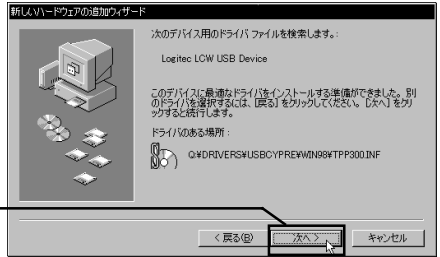 新しいハードウェアの追加ウィザード
次のデバイス用のドライバ ファイルを検索します。:
Logitec LCW USB Device
このデバイスに最適なドライバをインストールする準備ができました。別
のドライバを選択するには、[戻る] をクリックしてください。[次へ] をクリ
ックすると続行します。
ドライバのある場所:
Q:¥DRIVERS¥USBCYPRE¥WIN98¥TPP300.INF
< 戻る(B)
次へ >
キャンセル